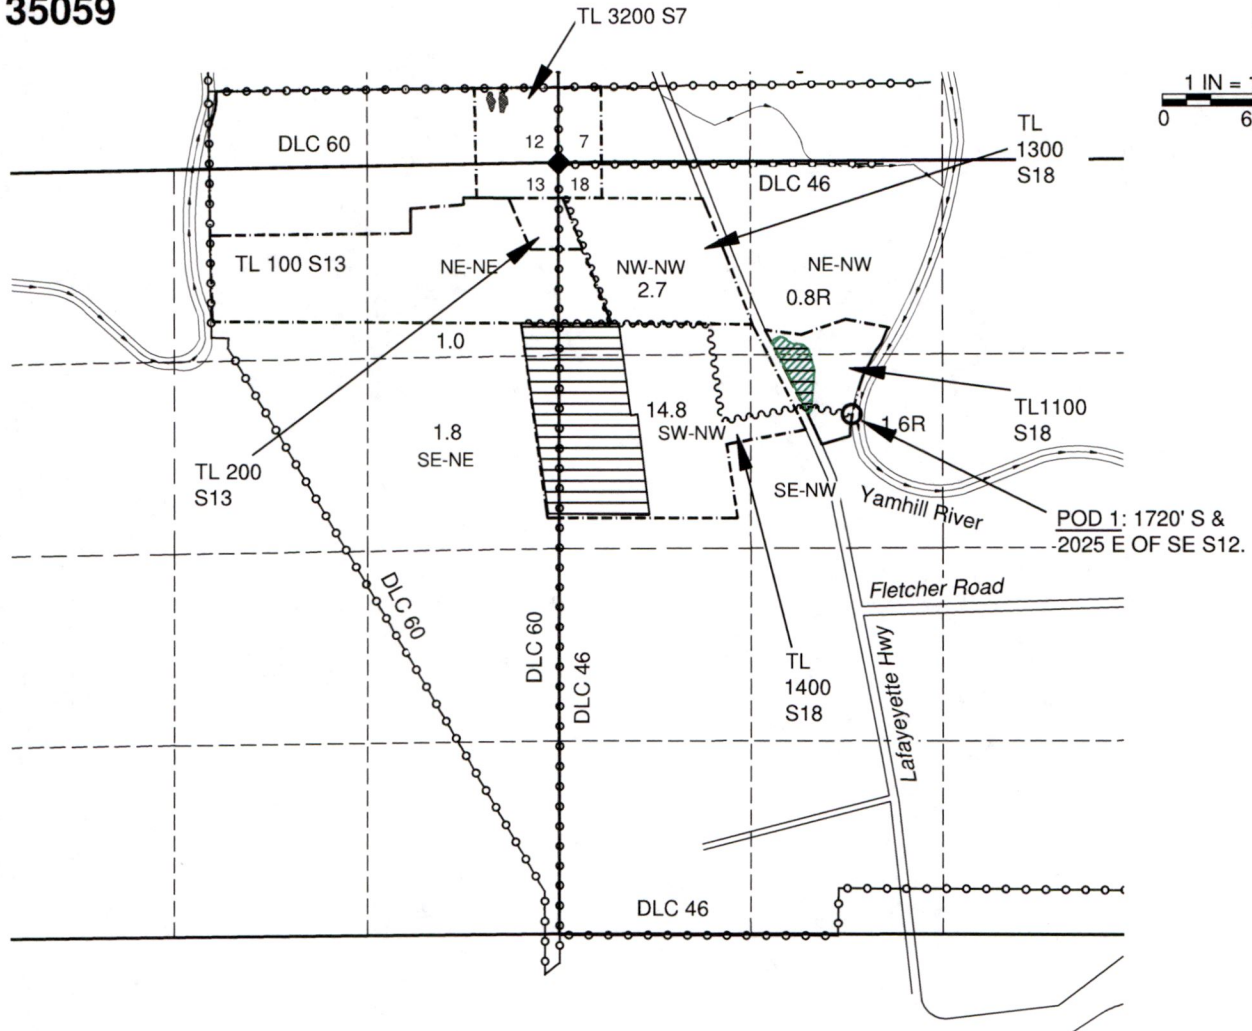 35059
TL 3200 S7
1 IN =
0 6
TL
1300
S18
DLC 60
12 7
13 18
DLC 46
TL 100 S13
NE-NE
NW-NW
2.7
NE-NW
0.8R
1.0
14.8
SW-NW
1.8
SE-NE
TL1100
S18
1.6R
TL 200
S13
SE-NW
Yamhill River
POD 1: 1720' S &
2025 E OF SE S12.
DLC 60
Fletcher Road
DLC 60
DLC 46
TL
1400
S18
Lafayeyette Hwy
DLC 46